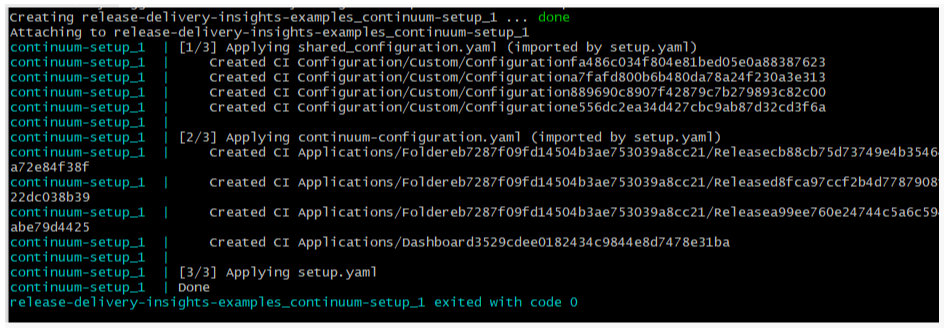 Creating release-delivery-insights-examples_continuum-setup_1 ... done
Attaching to release-delivery-insights-examples_continuum-setup_1
continuum-setup_1 | [1/3] Applying shared_configuration.yaml (imported by setup.yaml)
continuum-setup_1 | Created CI Configuration/Custom/Configurationfa486c034f804e81bed05e0a88387623
continuum-setup_1 | Created CI Configuration/Custom/Configurationa7fafd800b6b480da78a24f230a3e313
continuum-setup_1 | Created CI Configuration/Custom/Configuratione889690c8907f42879c7b279893c82c00
continuum-setup_1 | Created CI Configuration/Custom/Configuratione556dc2ea34d427cbc9ab87d32cd3f6a
continuum-setup_1 |
continuum-setup_1 | [2/3] Applying continuum-configuration.yaml (imported by setup.yaml)
continuum-setup_1 | Created CI Applications/Foldereb7287f09fd14504b3ae753039a8cc21/Releasecb88cb75d73749e4b3546
a72e84f38f
continuum-setup_1 | Created CI Applications/Foldereb7287f09fd14504b3ae753039a8cc21/Released8fca97ccf2b4d7787908
22dc038b39
continuum-setup_1 | Created CI Applications/Foldereb7287f09fd14504b3ae753039a8cc21/Releasea99ee760e24744c5a6c59
abe79d4425
continuum-setup_1 | Created CI Applications/Dashboard3529cdee0182434c9844e8d7478e31ba
continuum-setup_1 |
continuum-setup_1 | [3/3] Applying setup.yaml
continuum-setup_1 | Done
release-delivery-insights-examples_continuum-setup_1 exited with code 0